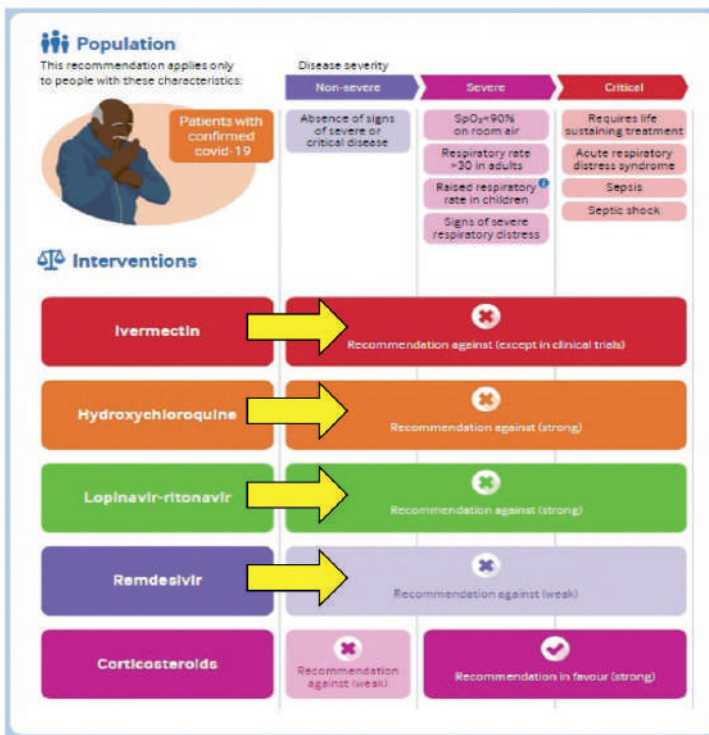 Population
This recommendation applies only
to people with these characteristics:
Patients with
confirmed
covid-19
Disease severity
Non-severe
Severe
Critical
Absence of signs
of severe or
critical disease
SpO₂<90%
on room air
Respiratory rate
>30 in adults
Raised respiratory
rate in children
Signs of severe
respiratory distress
Requires life
sustaining treatment
Acute respiratory
distress syndrome
Sepsis
Septic shock
Interventions
Ivermectin
Recommendation against (except in clinical trials)
Hydroxychloroquine
Recommendation against (strong)
Lopinavir-ritonavir
Recommendation against (strong)
Remdesivir
Recommendation against (weak)
Corticosteroids
Recommendation
against (weak)
Recommendation in favour (strong)